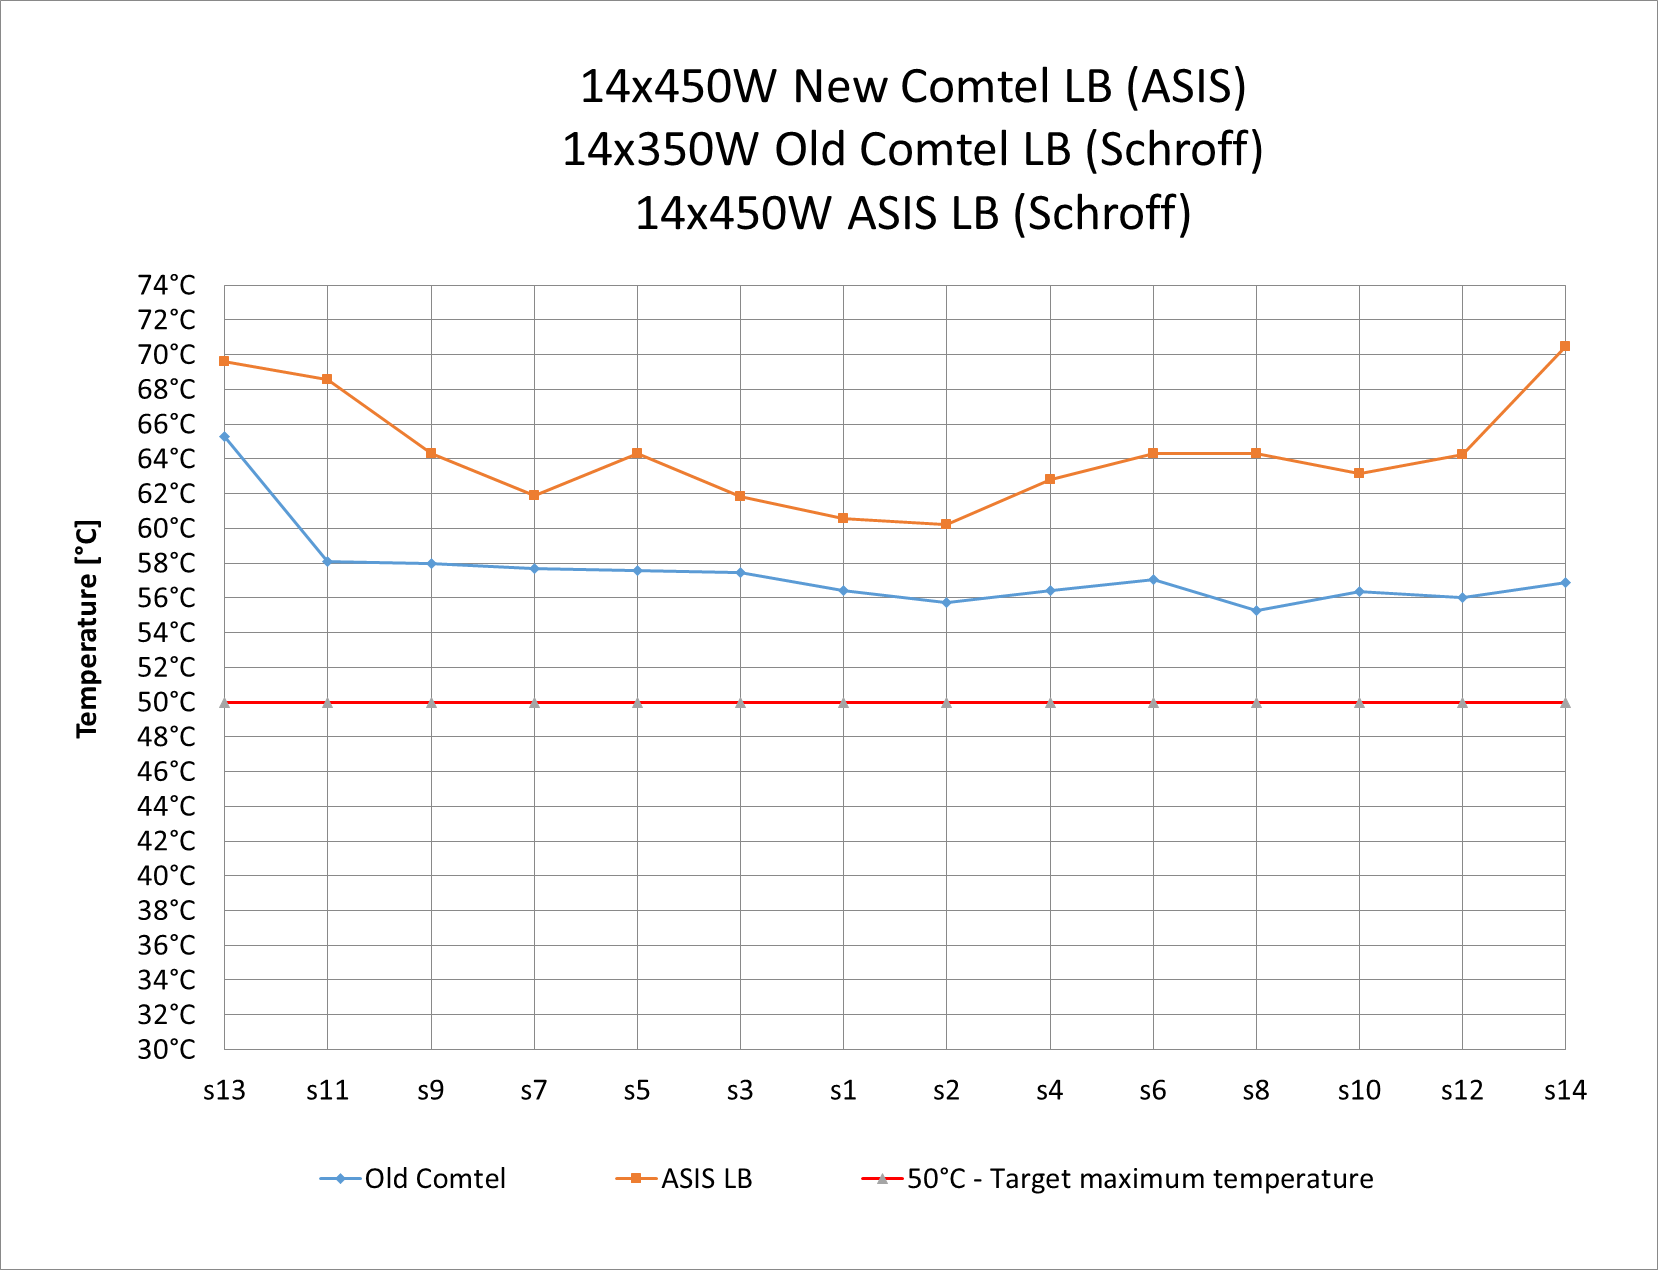 14x450W New Comtel LB (ASIS)
14x350W Old Comtel LB (Schroff)
14x450W ASIS LB (Schroff)
Temperature [°C]
74°C
72°C
70°C
68°C
66°C
64°C
62°C
60°C
58°C
56°C
54°C
52°C
50°C
48°C
46°C
44°C
42°C
40°C
38°C
36°C
34°C
32°C
30°C
s13 s11 s9 s7 s5 s3 s1 s2 s4 s6 s8 s10 s12 s14
Old Comtel ASIS LB 50°C - Target maximum temperature